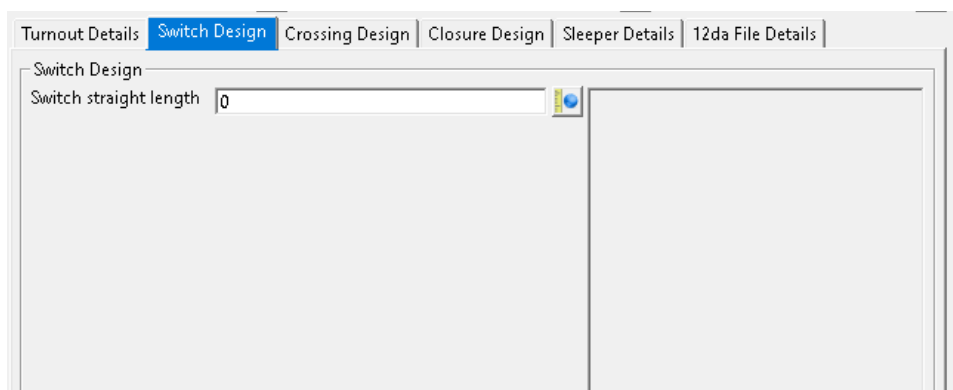 Turnout Details Switch Design Crossing Design Closure Design Sleeper Details 12da File Details
Switch Design
Switch straight length 0